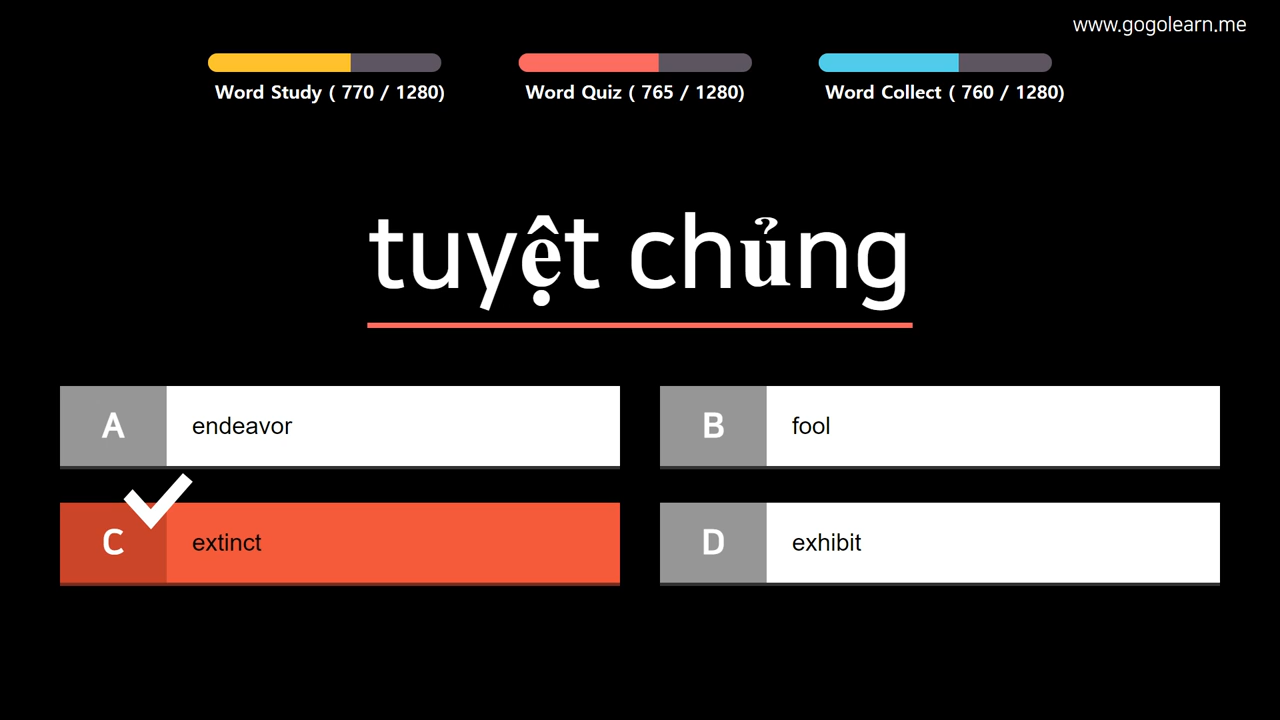 www.gogolearn.me
Word Study ( 770 / 1280)
Word Quiz ( 765 / 1280)
Word Collect ( 760 / 1280)
tuyệt chủng
A endeavor
B fool
C extinct
D exhibit